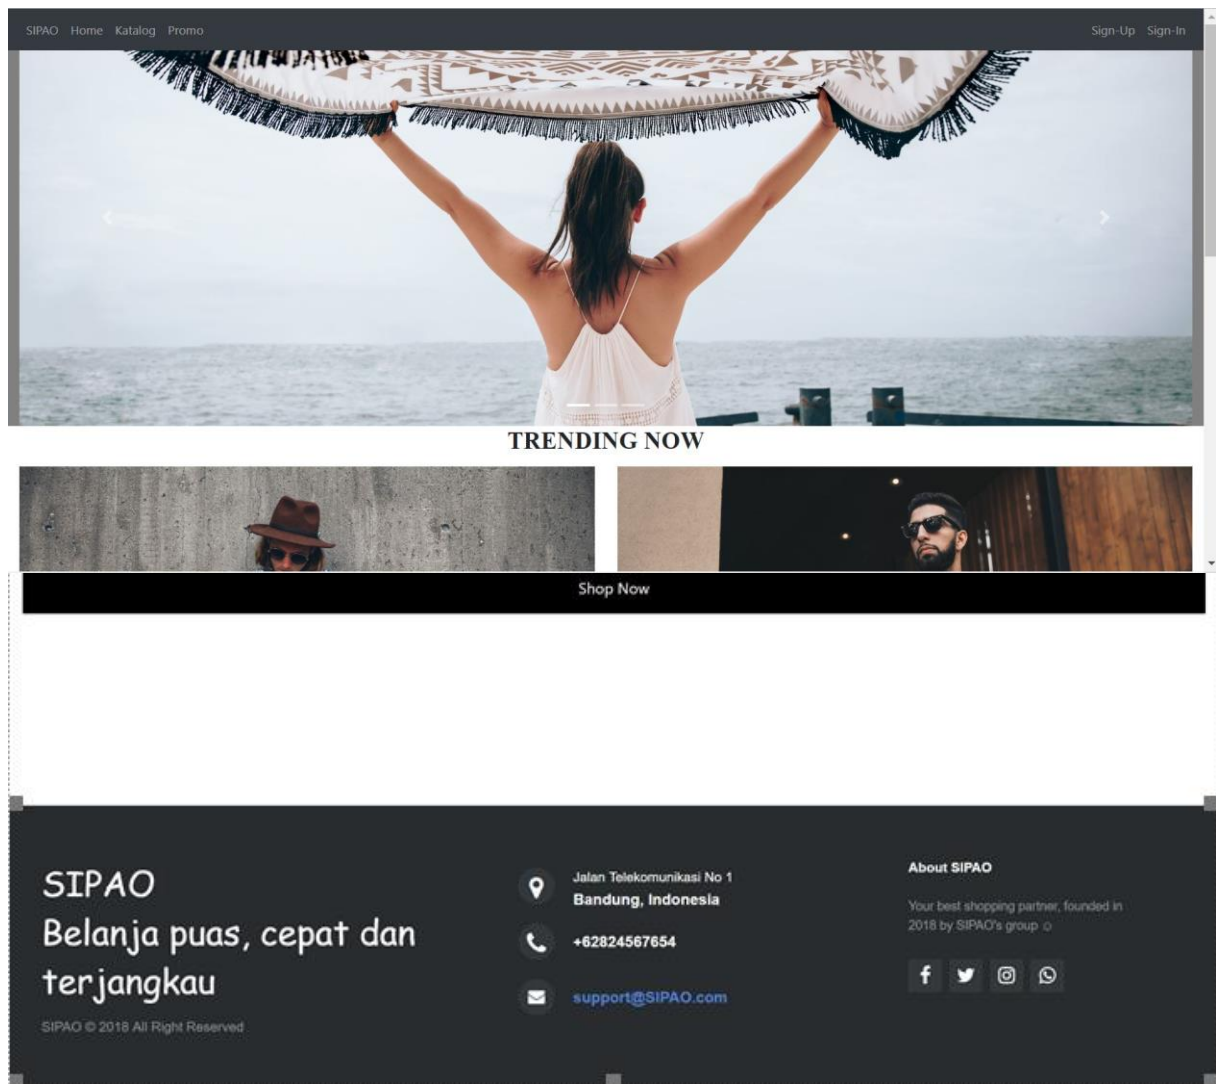 SIPAO Home Katalog Promo Sign-Up Sign-In
TRENDING NOW
Shop Now
SIPAO
Belanja puas, cepat dan
terjangkau
SIPAO © 2018 All Right Reserved
Jalan Telekomunikasi No 1
Bandung, Indonesia
+62824567654
support@SIPAO.com
About SIPAO
Your best shopping partner, founded in
2018 by SIPAO's group ☺